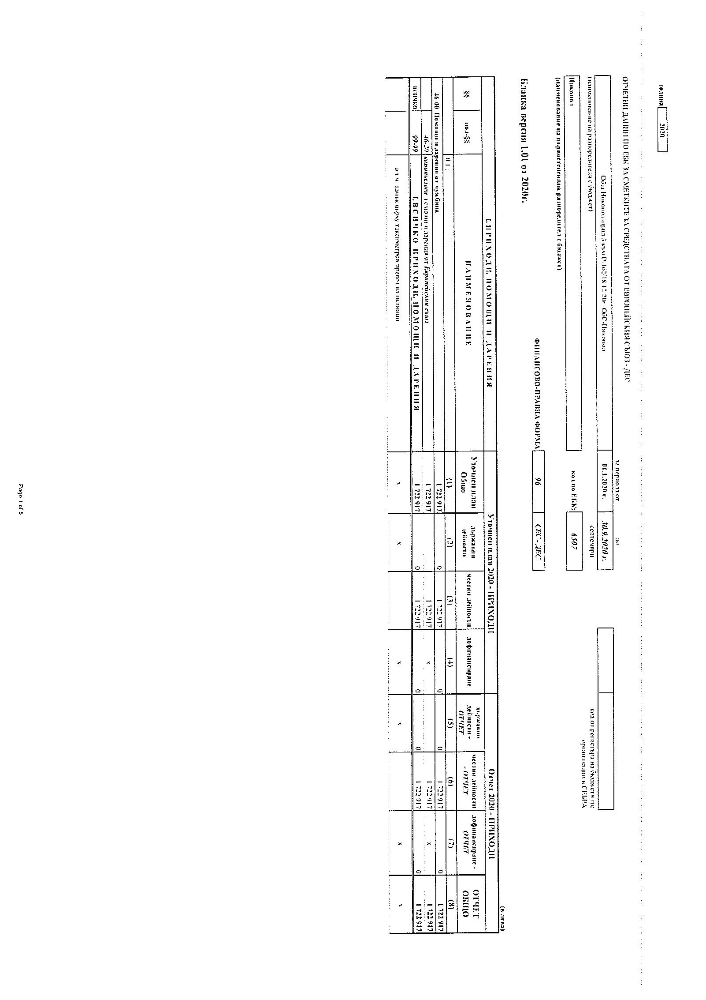 година 2020
ОТЧЕТНИ ДАННИ ПО ЕБК ЗА СМЕТКИТЕ ЗА СРЕДСТВАТА ОТ ЕВРОПЕЙСКИЯ СЪЮЗ - ДЕС
за периода от до
Общ Никопол-прил 3 към Р-162/18 12 20г ОбС-Никопол 01.1.2020 г. 30.9.2020 г.
(наименование на разпоредителя с бюджет) септември код от регистъра на бюджетните
организации в СЕБРА
Никопол код по ЕБК: 6507
(наименование на първостепенния разпоредител с бюджет)
ФИНАНСОВО-ПРАВНА ФОРМА 96 СЕС - ДЕС
Бланка версия 1.01 от 2020г.
(в лева)
I. ПРИХОДИ, ПОМОЩИ И ДАРЕНИЯ Уточнен план 2020 - ПРИХОДИ Отчет 2020 - ПРИХОДИ
§§ под-§§ НАИМЕНОВАНИЕ Уточнен план Общо държавни дейности местни дейности дофинансиране държавни дейности - ОТЧЕТ местни дейности - ОТЧЕТ дофинансиране - ОТЧЕТ ОТЧЕТ ОБЩО
(1) (2) (3) (4) (5) (6) (7) (8)
46-00 Помощи и дарения от чужбина 1 722 917 0 1 722 917 0 0 1 722 917 0 1 722 917
46-20 капиталови помощи и дарения от Европейския съюз 1 722 917 1 722 917 x 1 722 917 x 1 722 917
всичко 99-99 I. ВСИЧКО ПРИХОДИ, ПОМОЩИ И ДАРЕНИЯ 1 722 917 0 1 722 917 0 0 1 722 917 0 1 722 917
в т ч данък върху таксиметров превоз на пътници x x x x x x
Page 1 of 5